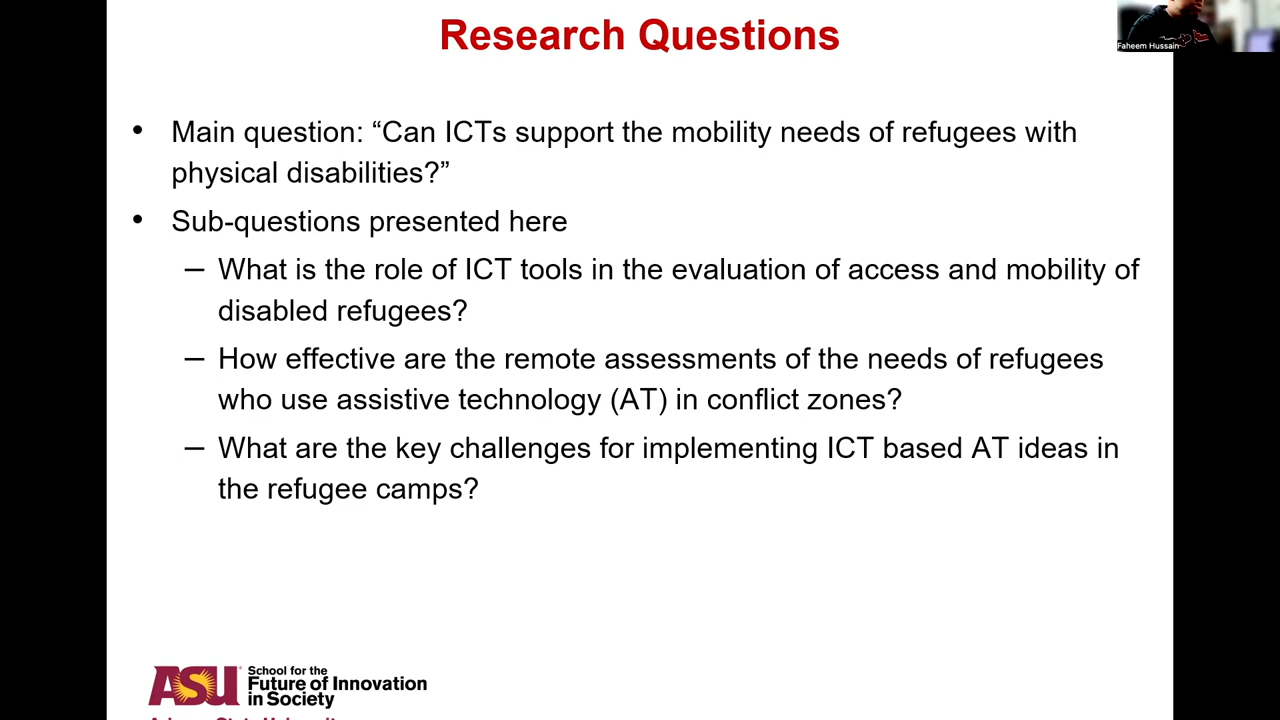 Research Questions
Faheem Hussain
• Main question: “Can ICTs support the mobility needs of refugees with
physical disabilities?”
• Sub-questions presented here
– What is the role of ICT tools in the evaluation of access and mobility of
disabled refugees?
– How effective are the remote assessments of the needs of refugees
who use assistive technology (AT) in conflict zones?
– What are the key challenges for implementing ICT based AT ideas in
the refugee camps?
ASU School for the
Future of Innovation
in Society
Arizona State University